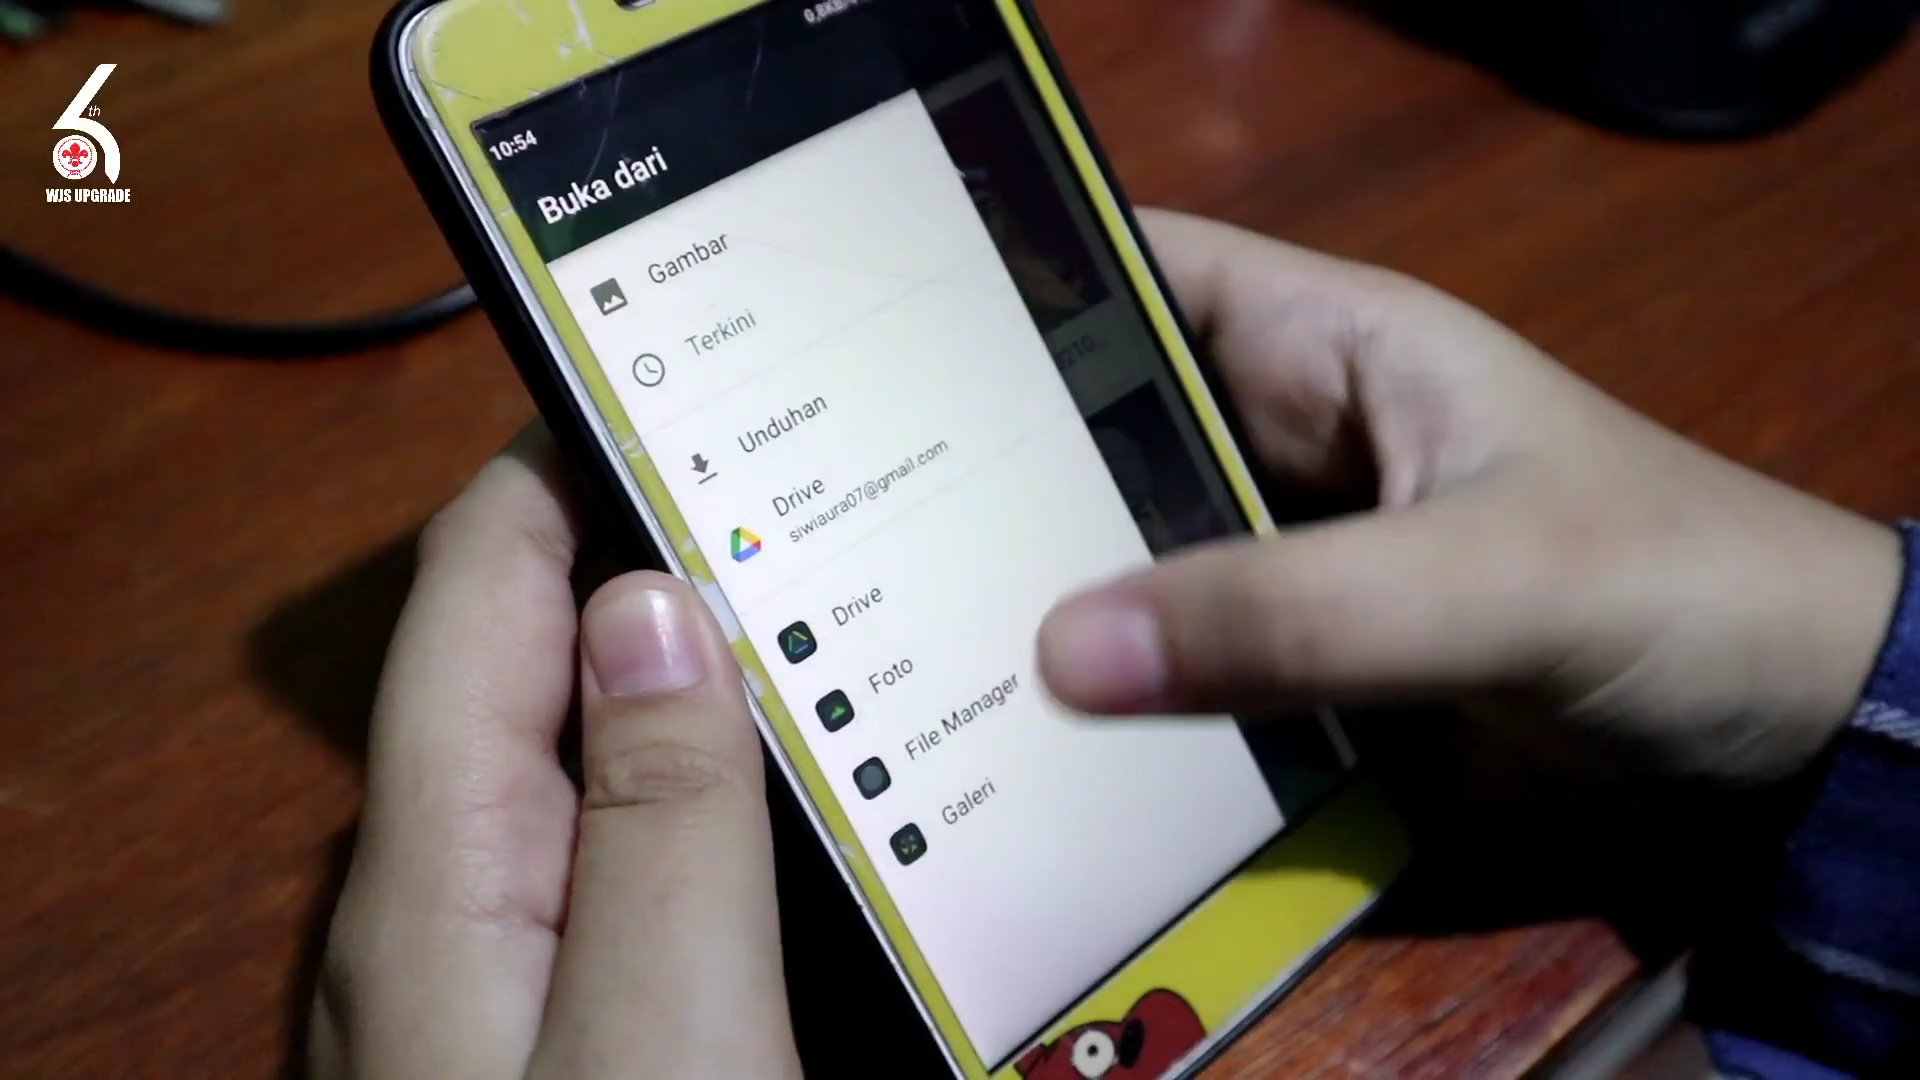 6th
WJS UPGRADE
10:54
Buka dari
Gambar
Terkini
Unduhan
Drive
siwiaura07@gmail.com
Drive
Foto
File Manager
Galeri